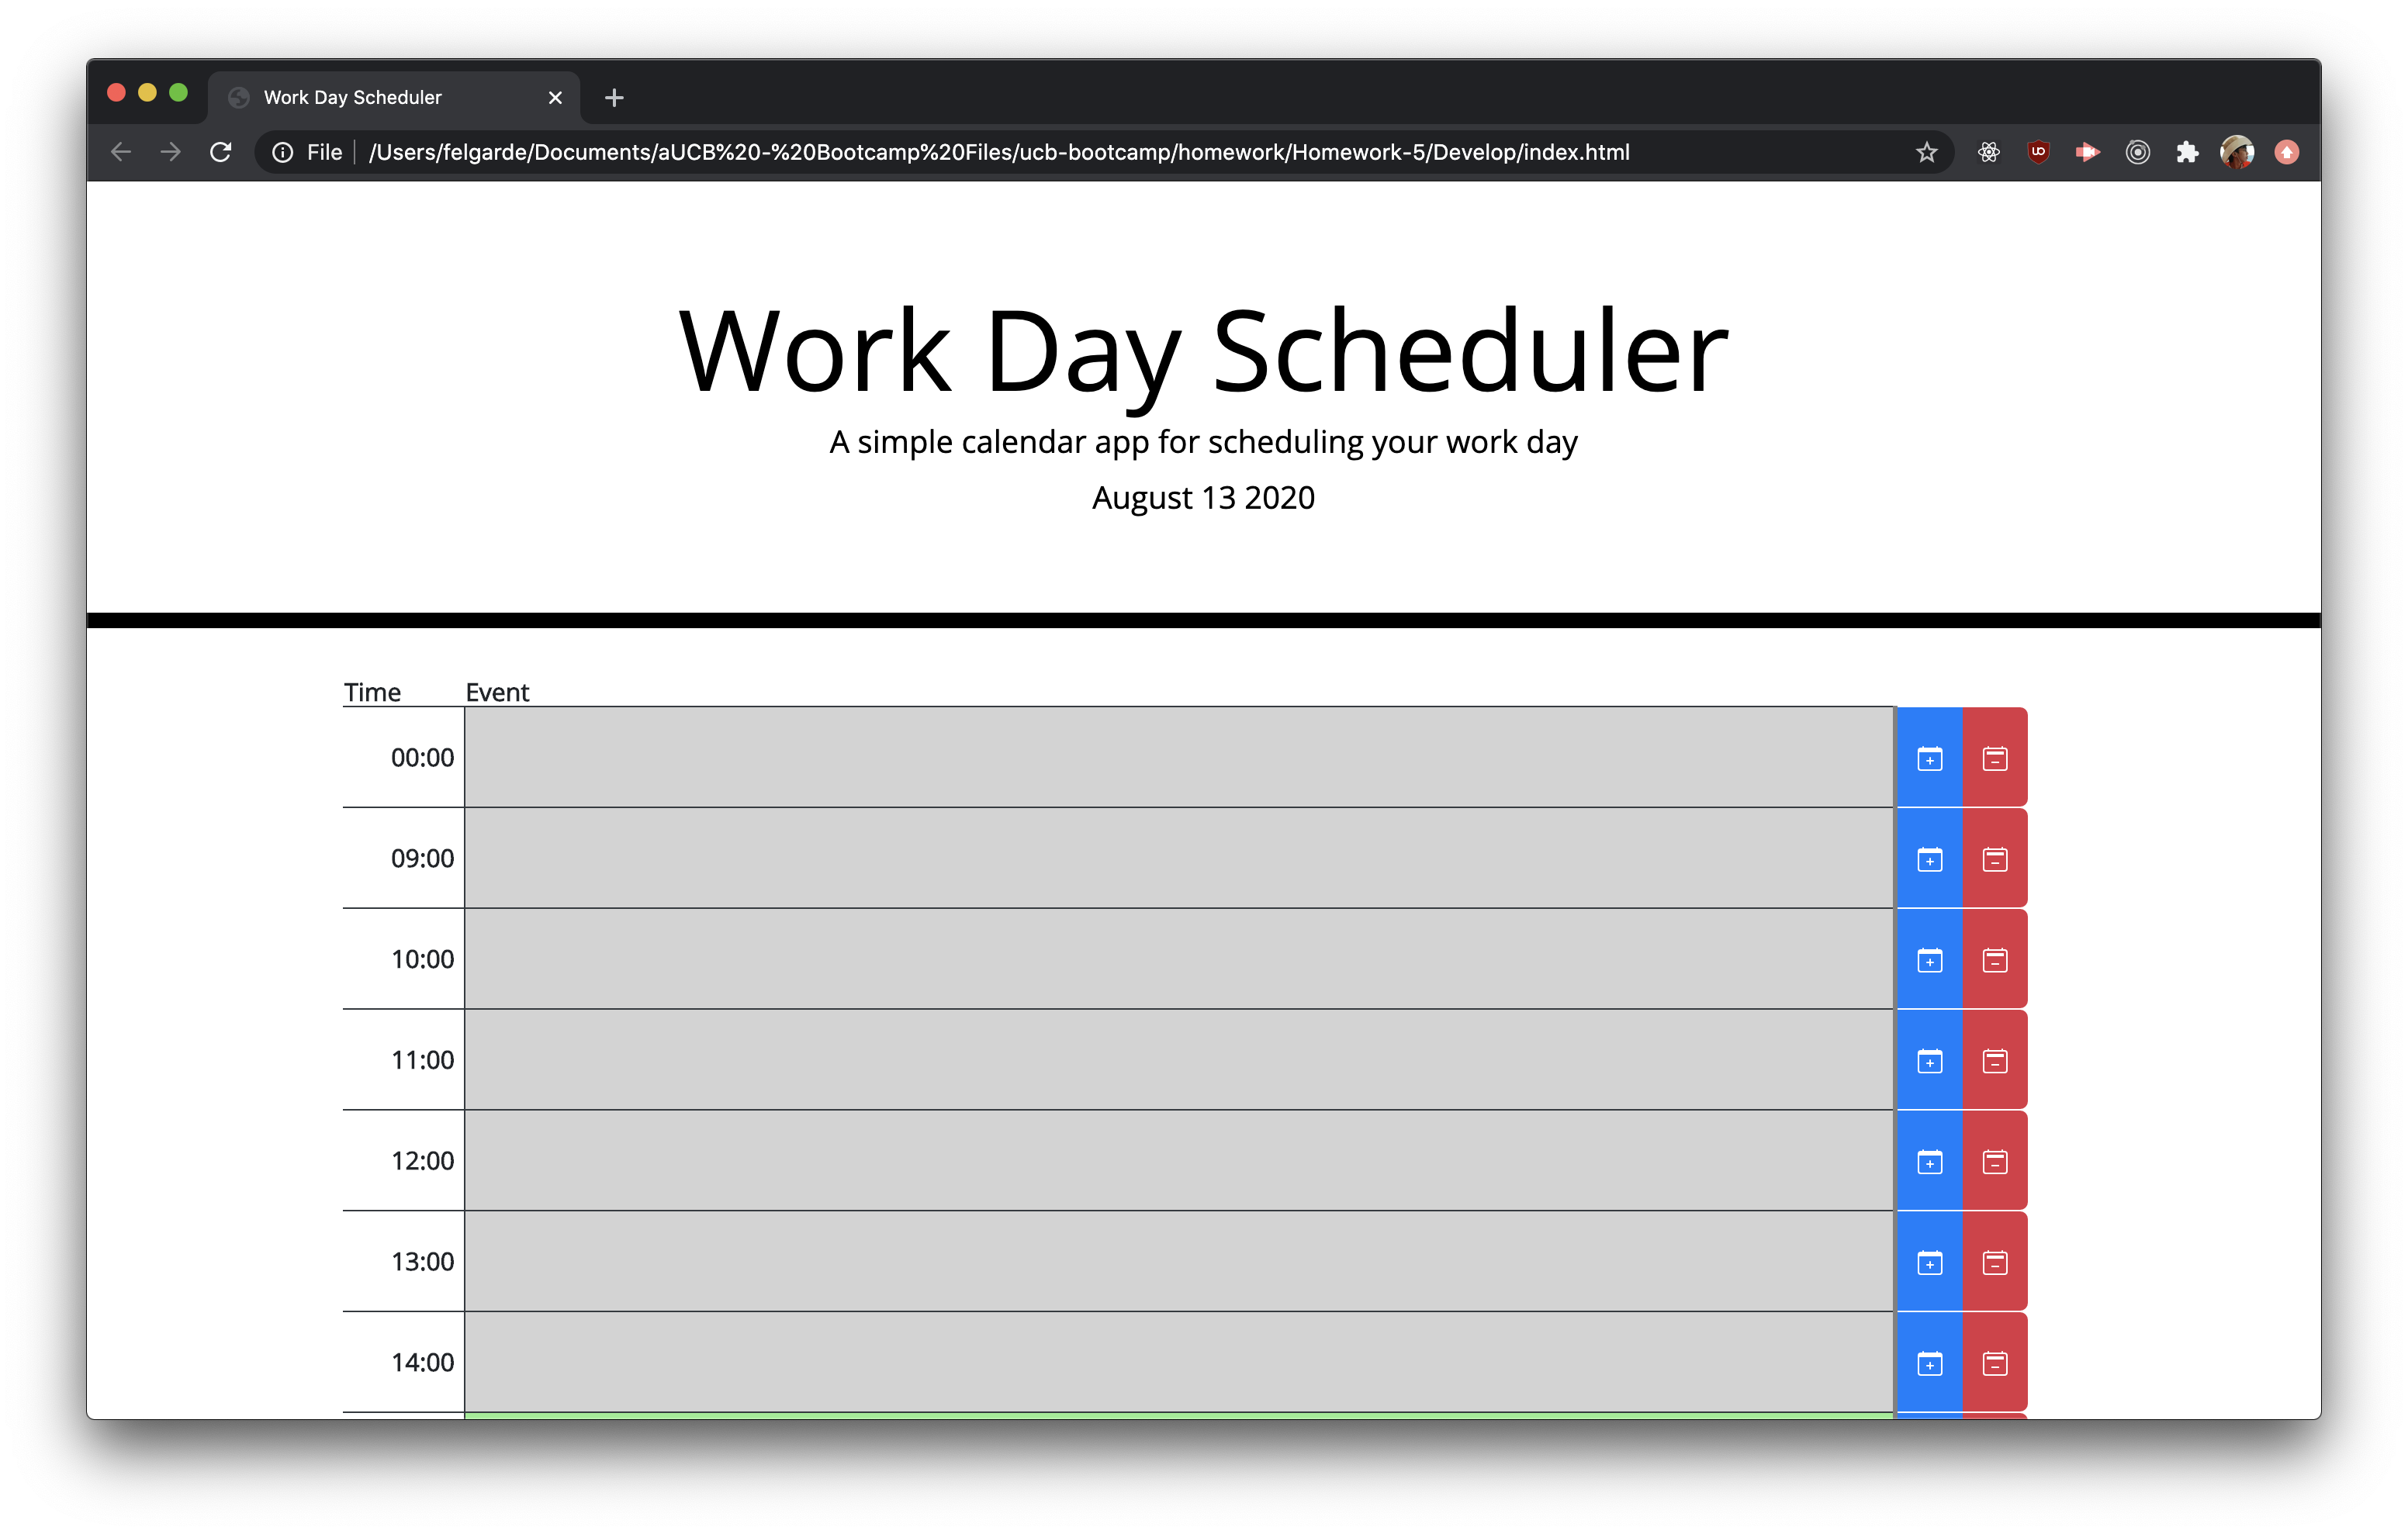 Work Day Scheduler
File /Users/felgarde/Documents/aUCB%20-%20Bootcamp%20Files/ucb-bootcamp/homework/Homework-5/Develop/index.html
Work Day Scheduler
A simple calendar app for scheduling your work day
August 13 2020
Time Event
00:00
09:00
10:00
11:00
12:00
13:00
14:00